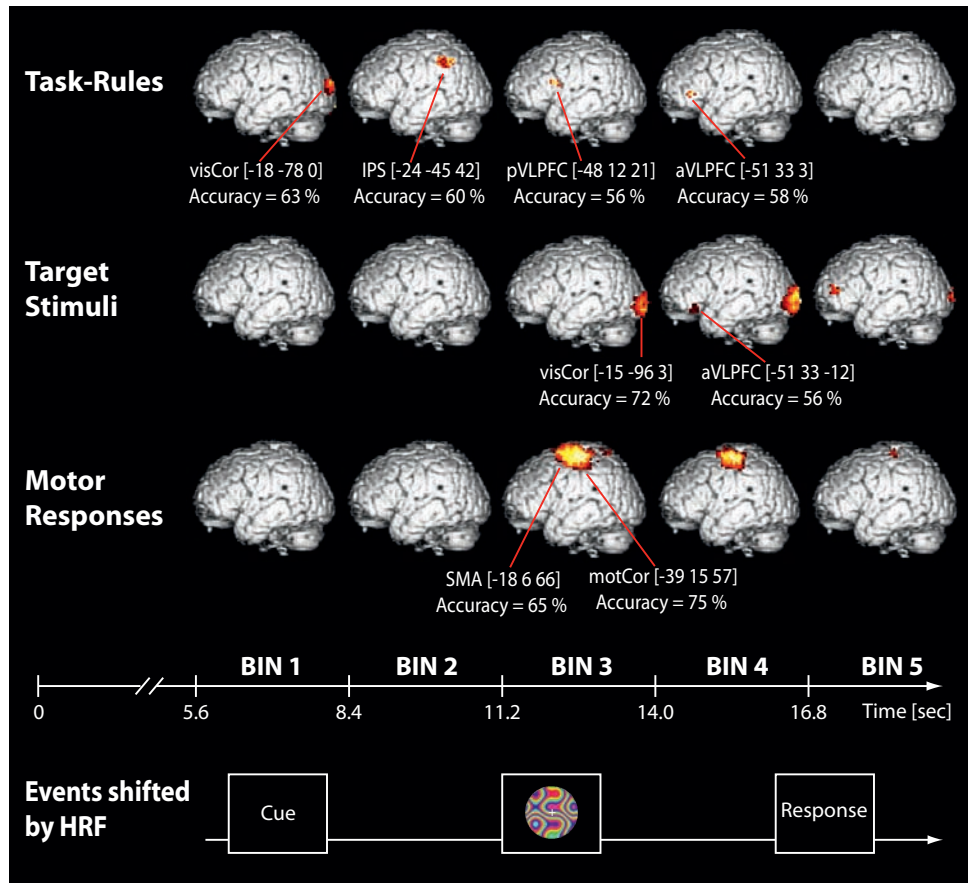 Task-Rules
visCor [-18 -78 0]
Accuracy = 63 %
IPS [-24 -45 42]
Accuracy = 60 %
pVLPFC [-48 12 21]
Accuracy = 56 %
aVLPFC [-51 33 3]
Accuracy = 58 %
Target
Stimuli
visCor [-15 -96 3]
Accuracy = 72 %
aVLPFC [-51 33 -12]
Accuracy = 56 %
Motor
Responses
SMA [-18 6 66]
Accuracy = 65 %
motCor [-39 15 57]
Accuracy = 75 %
BIN 1 BIN 2 BIN 3 BIN 4 BIN 5
0 5.6 8.4 11.2 14.0 16.8 Time [sec]
Events shifted
by HRF
Cue
Response